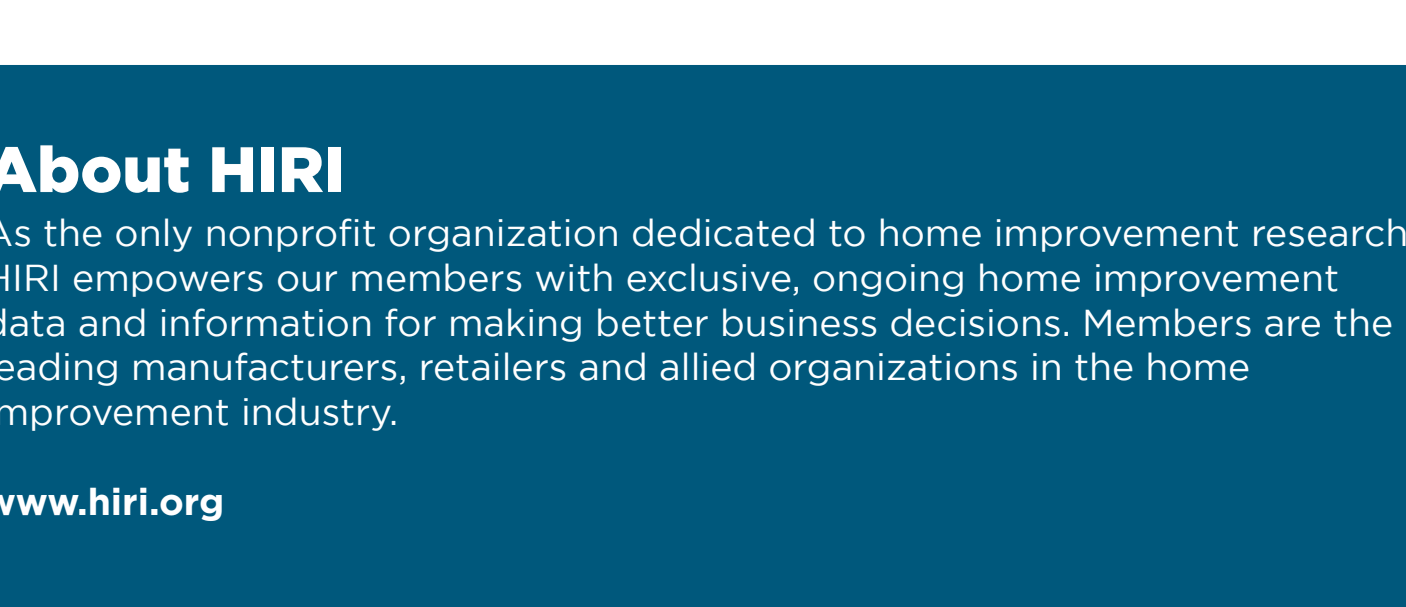 About HIRI
As the only nonprofit organization dedicated to home improvement research
HIRI empowers our members with exclusive, ongoing home improvement
data and information for making better business decisions. Members are the
leading manufacturers, retailers and allied organizations in the home
improvement industry.
www.hiri.org